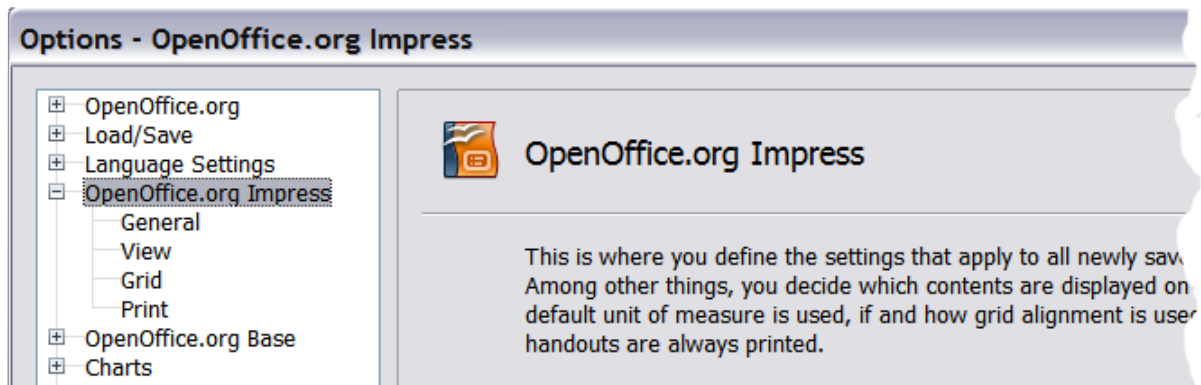 Options - OpenOffice.org Impress
OpenOffice.org
Load/Save
Language Settings
OpenOffice.org Impress
General
View
Grid
Print
OpenOffice.org Base
Charts
OpenOffice.org Impress
This is where you define the settings that apply to all newly
Among other things, you decide which contents are displayed on
default unit of measure is used, if and how grid alignment is
handouts are always printed.